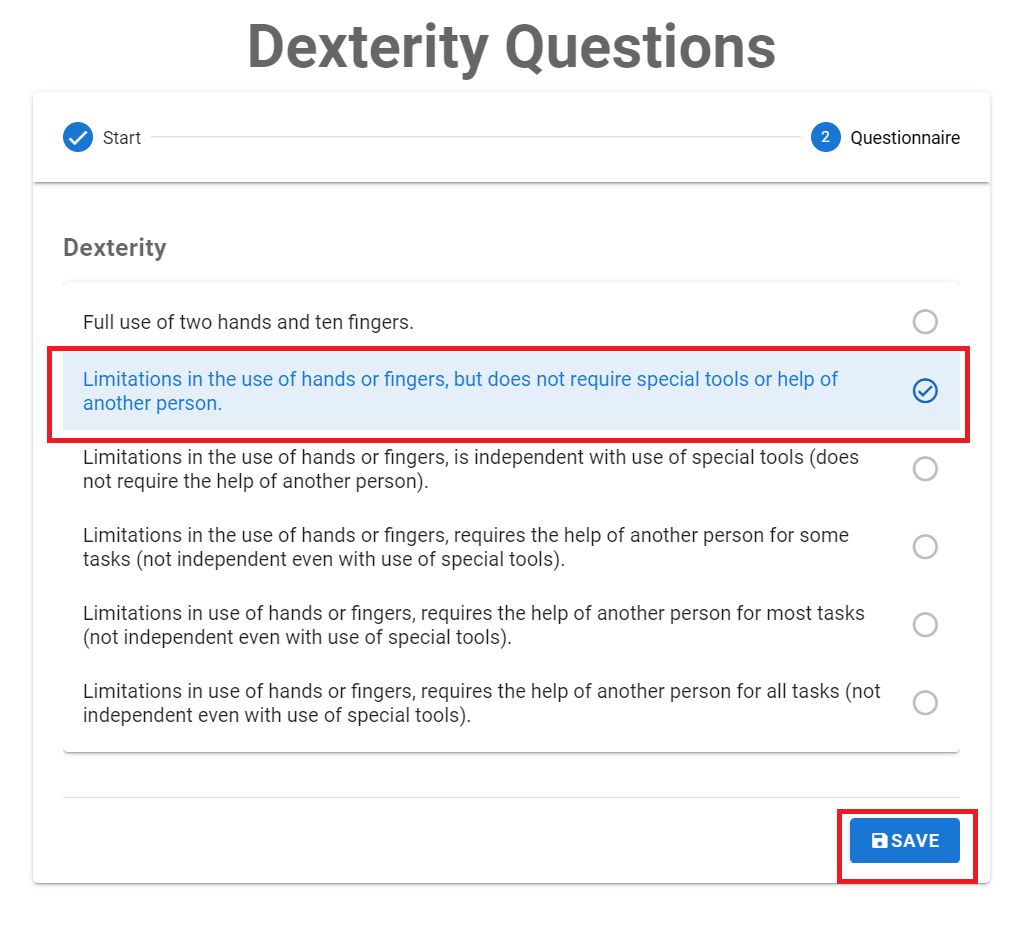 Dexterity Questions
Start
2
Questionnaire
Dexterity
Full use of two hands and ten fingers.
Limitations in the use of hands or fingers, but does not require special tools or help of
another person.
Limitations in the use of hands or fingers, is independent with use of special tools (does
not require the help of another person).
Limitations in the use of hands or fingers, requires the help of another person for some
tasks (not independent even with use of special tools).
Limitations in use of hands or fingers, requires the help of another person for most tasks
(not independent even with use of special tools).
Limitations in use of hands or fingers, requires the help of another person for all tasks (not
independent even with use of special tools).
SAVE